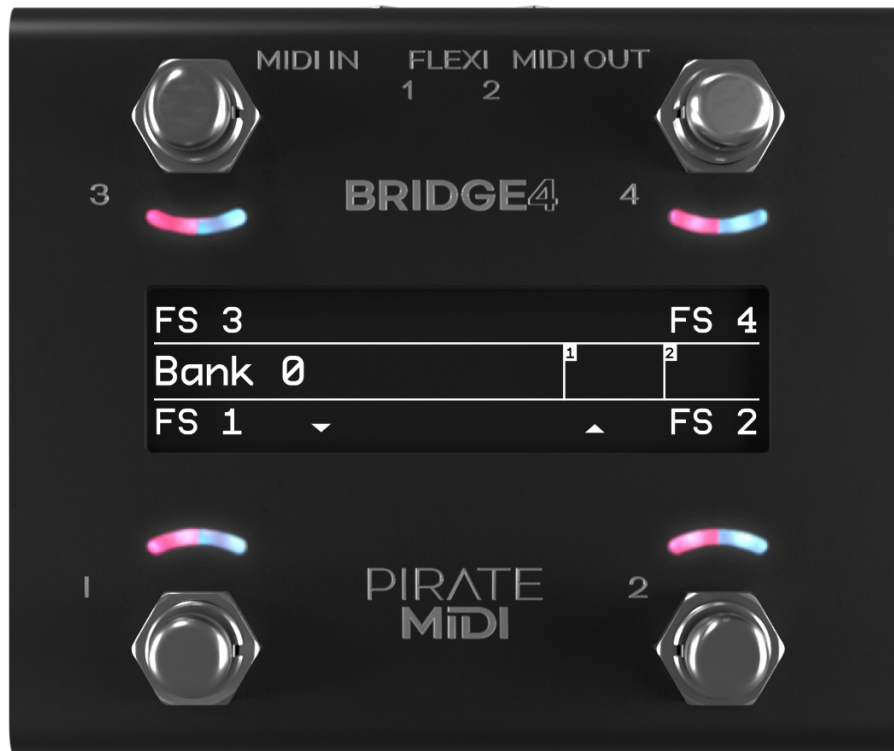 MIDI IN FLEXI MIDI OUT
1 2
3 BRIDGE4 4
FS 3 FS 4
1 2
Bank 0
FS 1 FS 2
1 PIRATE 2
MiDI